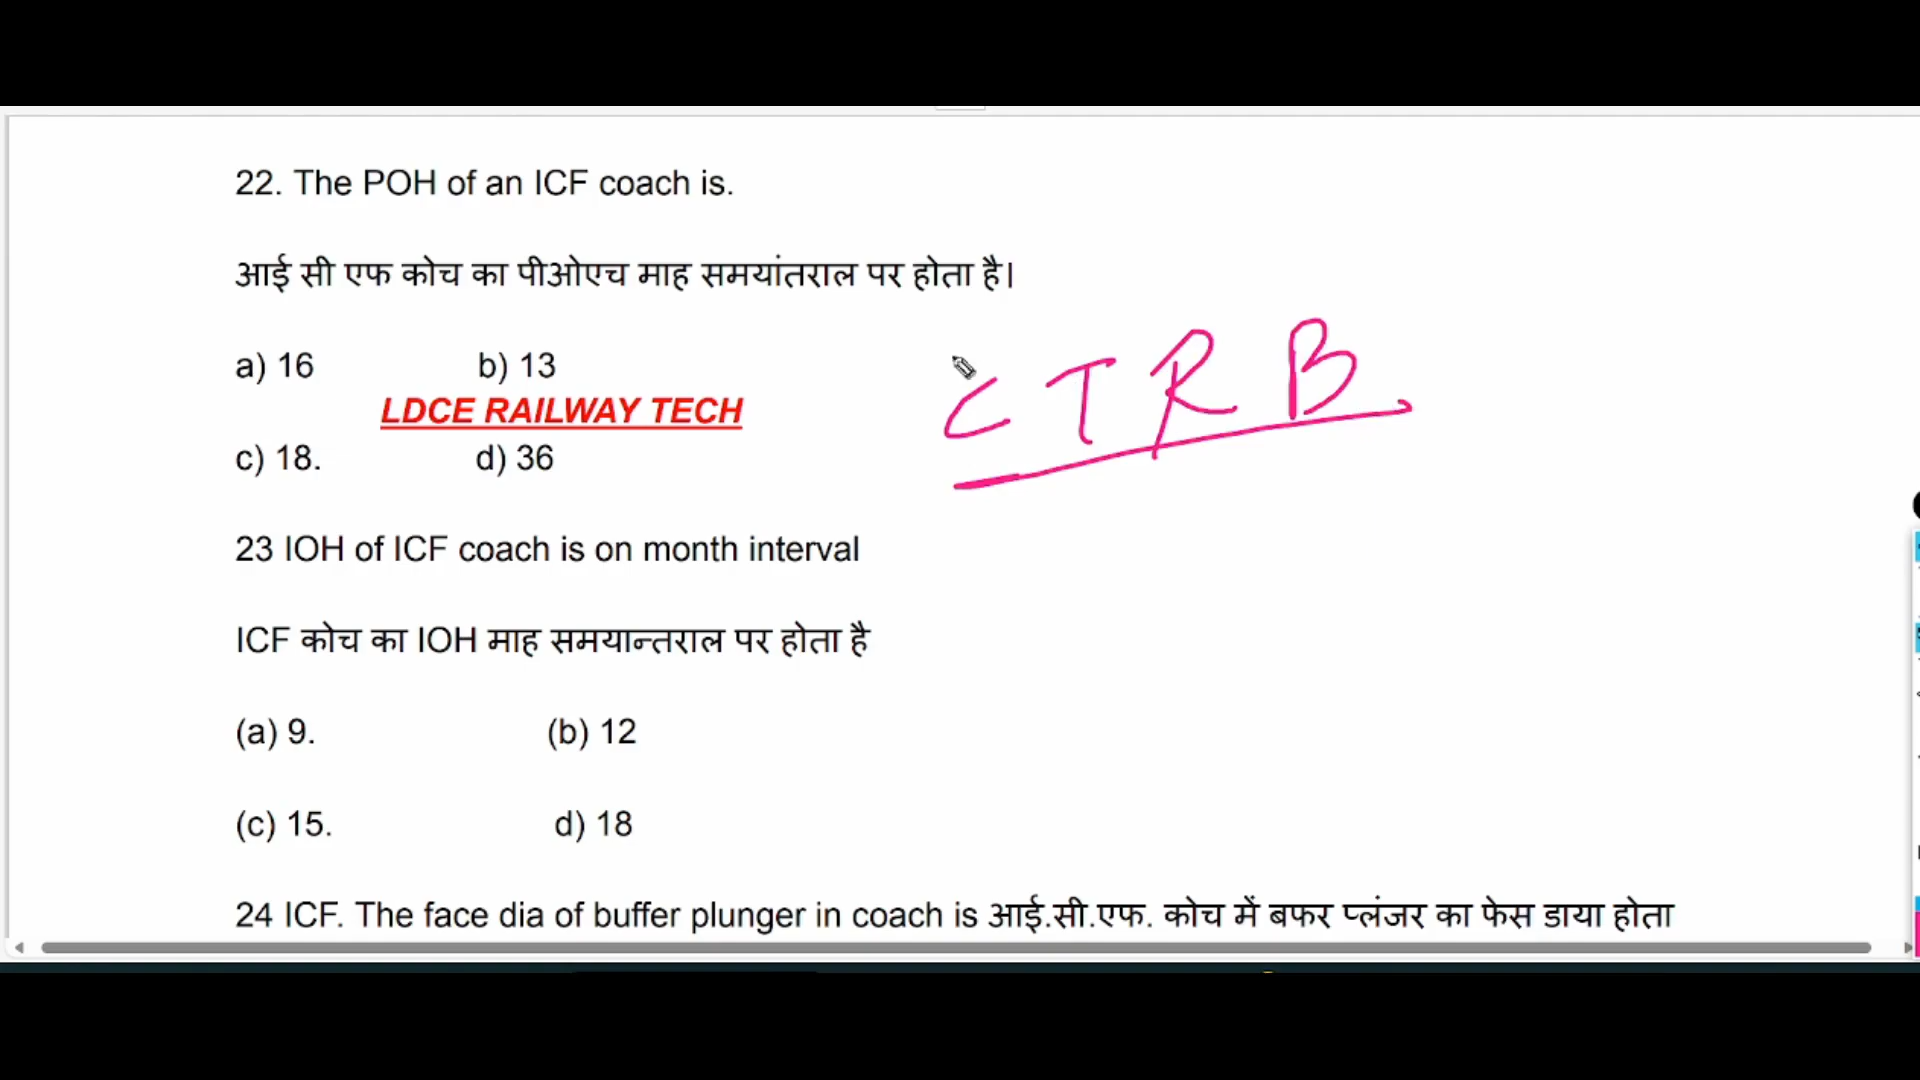 22. The POH of an ICF coach is.
आई सी एफ कोच का पीओएच माह समयांतराल पर होता है।
a) 16 b) 13
LDCE RAILWAY TECH
C T R B
c) 18. d) 36
23 IOH of ICF coach is on month interval
ICF कोच का IOH माह समयान्तराल पर होता है
(a) 9. (b) 12
(c) 15. d) 18
24 ICF. The face dia of buffer plunger in coach is आई.सी.एफ. कोच में बफर प्लंजर का फेस डाया होता